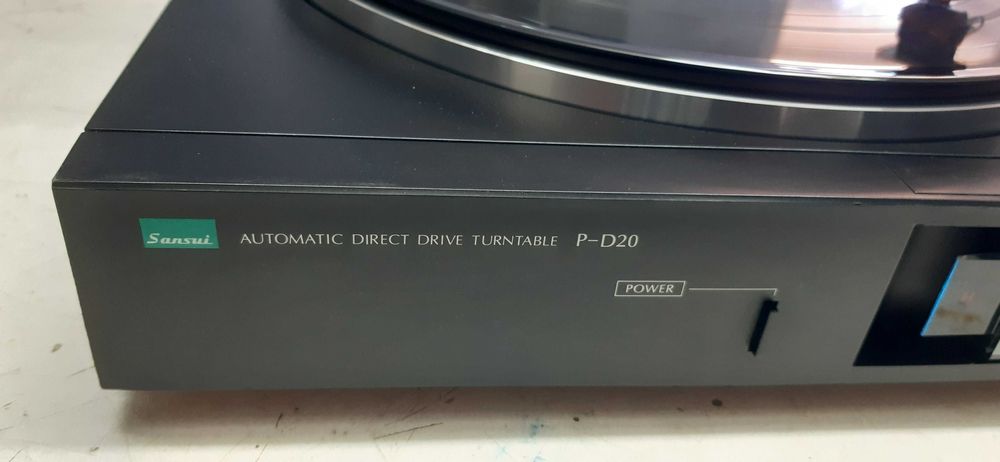 Sansui AUTOMATIC DIRECT DRIVE TURNTABLE P-D20
POWER